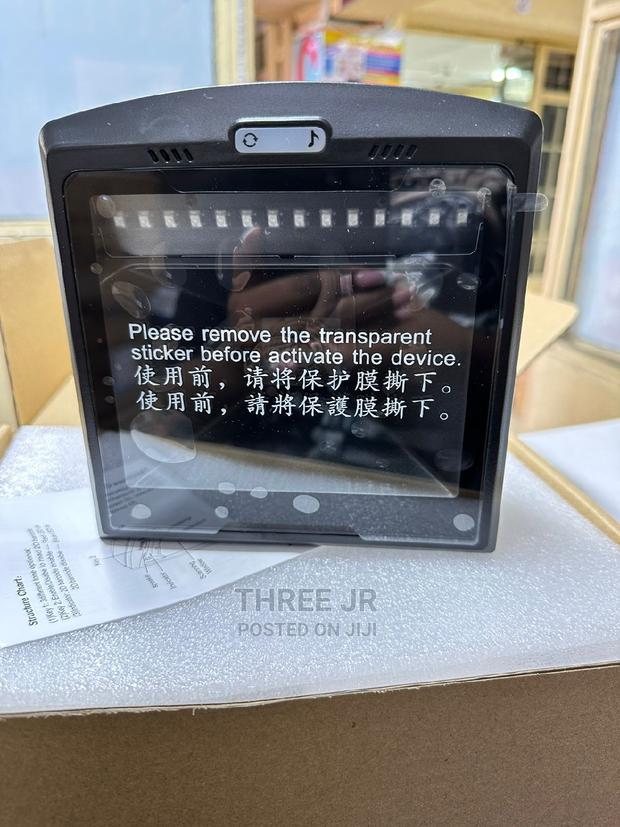 Please remove the transparent
sticker before activate the device.
使用前，请将保护膜撕下。
使用前，請將保護膜撕下。
Structure Chart:
THREE JR
POSTED ON JIJI